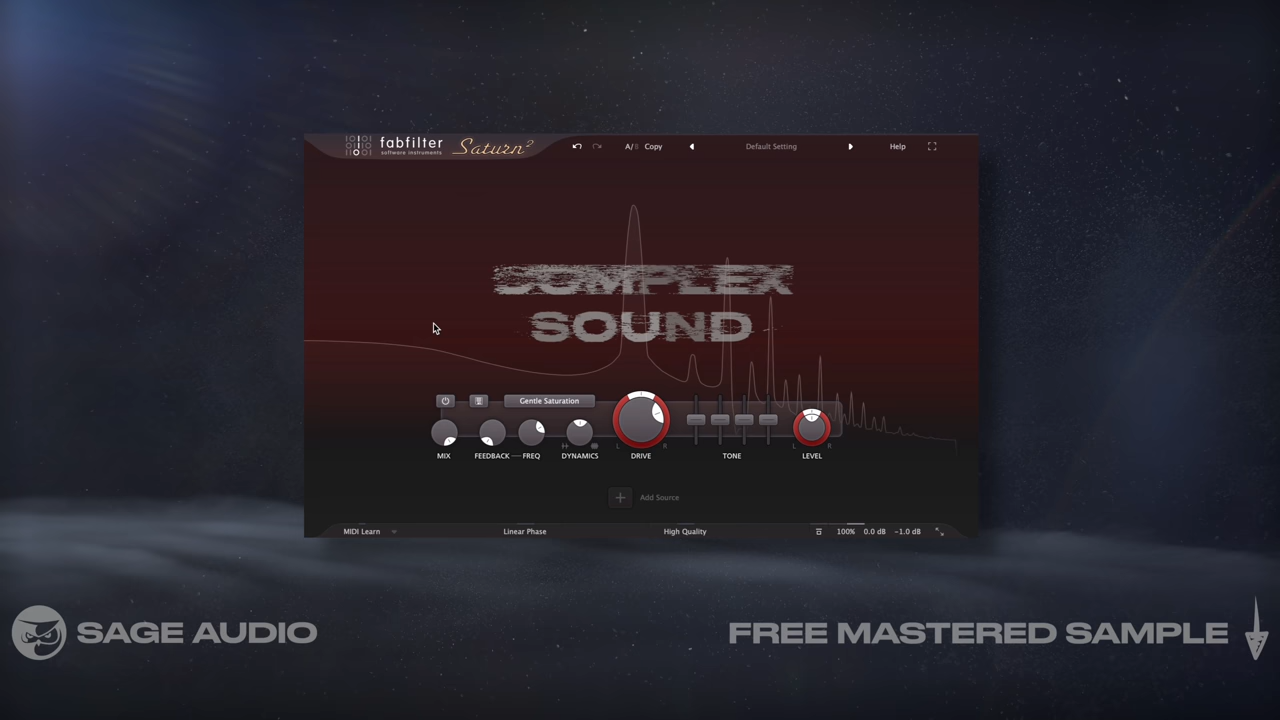 fabfilter
software instruments
Saturn 2
A/B Copy
Default Setting
Help
COMPLEX
SOUND
Gentle Saturation
L R
L R
MIX FEEDBACK FREQ DYNAMICS DRIVE TONE LEVEL
+ Add Source
MIDI Learn Linear Phase High Quality 100% 0.0 dB -1.0 dB
SAGE AUDIO
FREE MASTERED SAMPLE